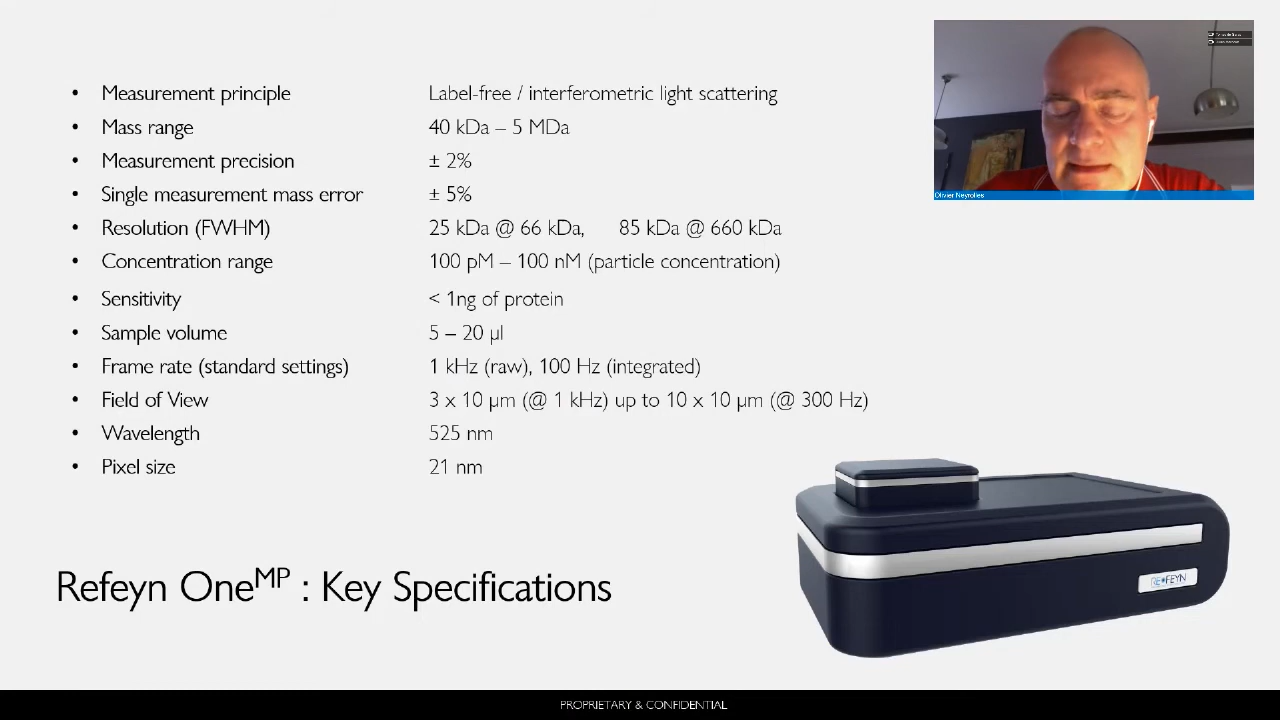 • Measurement principle Label-free / interferometric light scattering
• Mass range 40 kDa – 5 MDa
• Measurement precision ± 2%
• Single measurement mass error ± 5%
• Resolution (FWHM) 25 kDa @ 66 kDa, 85 kDa @ 660 kDa
• Concentration range 100 pM – 100 nM (particle concentration)
• Sensitivity < 1ng of protein
• Sample volume 5 – 20 µl
• Frame rate (standard settings) 1 kHz (raw), 100 Hz (integrated)
• Field of View 3 x 10 µm (@ 1 kHz) up to 10 x 10 µm (@ 300 Hz)
• Wavelength 525 nm
• Pixel size 21 nm
Olivier Neyrolles
REFEYN
Refeyn OneMP : Key Specifications
PROPRIETARY & CONFIDENTIAL